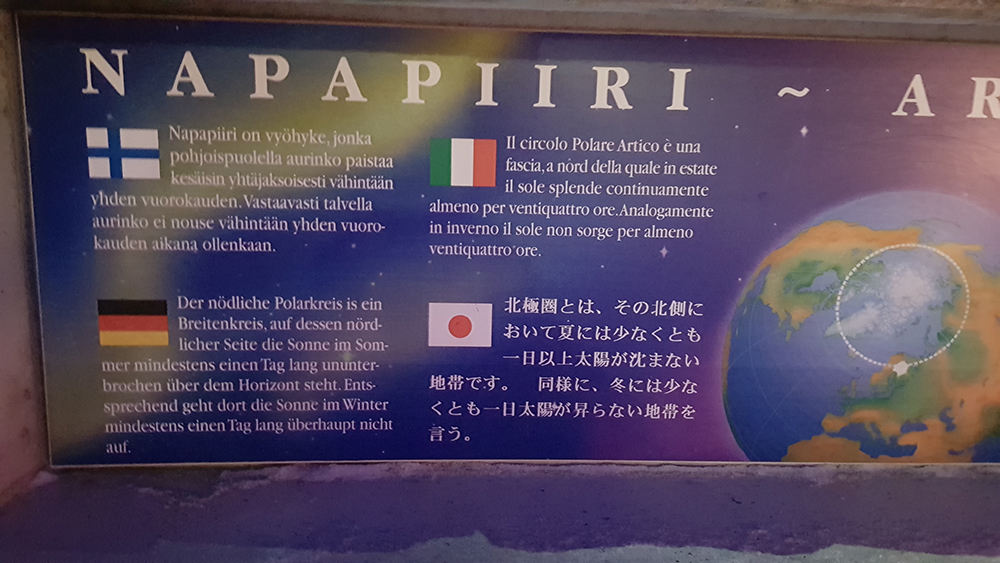 NAPAPIIRI ~ AR
Napapiiri on vyöhyke, jonka
pohjoispuolella aurinko paistaa
kesäisin yhtäjaksoisesti vähintään
yhden vuorokauden. Vastaavasti talvella
aurinko ei nouse vähintään yhden vuoro-
kauden aikana ollenkaan.
Il circolo Polare Artico è una
fascia, a nord della quale in estate
il sole splende continuamente
almeno per ventiquattro ore. Analogamente
in inverno il sole non sorge per almeno
ventiquattro ore.
Der nödliche Polarkreis is ein
Breitenkreis, auf dessen nörd-
licher Seite die Sonne im Som-
mer mindestens einen Tag lang ununter-
brochen über dem Horizont steht. Ents-
sprechend geht dort die Sonne im Winter
mindestens einen Tag lang überhaupt nicht
auf.
北極圏とは、その北側に
おいて夏には少なくとも
一日以上太陽が沈まない
地帯です。 同様に、冬には少な
くとも一日太陽が昇らない地帯を
言う。